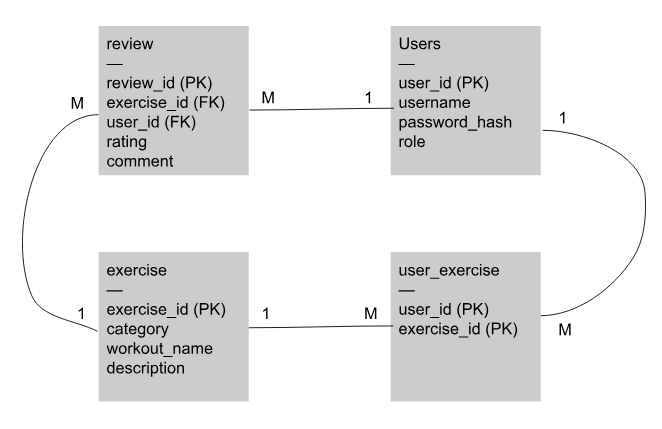 review
—
review_id (PK)
exercise_id (FK)
user_id (FK)
rating
comment
M
M
1
Users
—
user_id (PK)
username
password_hash
role
1
exercise
—
exercise_id (PK)
category
workout_name
description
1
1
M
user_exercise
—
user_id (PK)
exercise_id (PK)
M